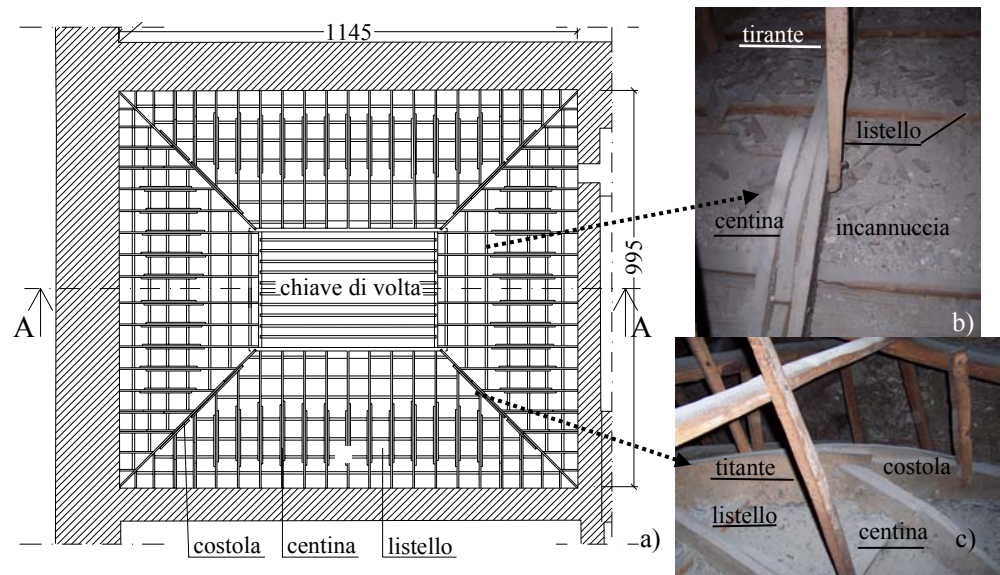 1145
995
chiave di volta
A
A
costola
centina
listello
a)
tirante
listello
centina
incannuccia
b)
titante
costola
listello
centina
c)